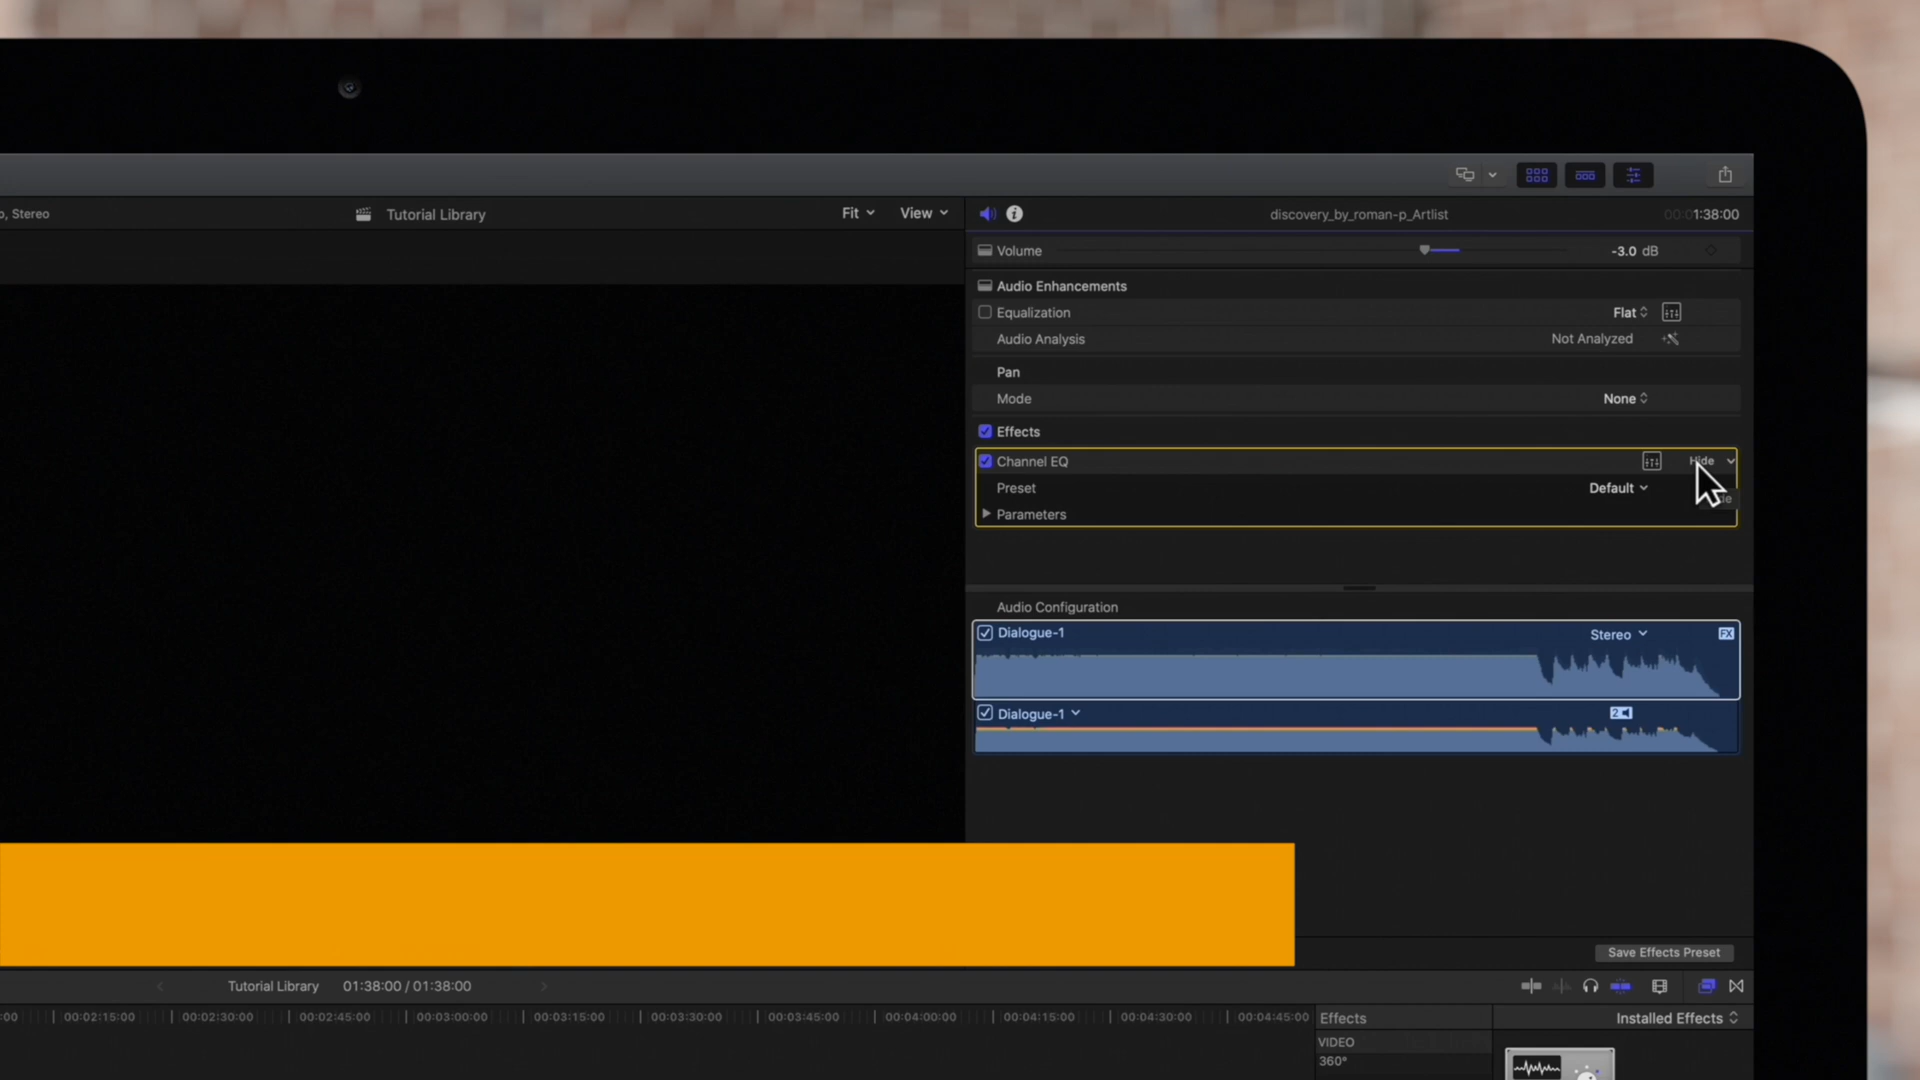 o, Stereo
Tutorial Library
Fit
View
discovery_by_roman-p_Artlist
00:01:38:00
Volume
-3.0 dB
Audio Enhancements
Equalization
Flat
Audio Analysis
Not Analyzed
Pan
Mode
None
Effects
Channel EQ
Hide
Preset
Default
Parameters
Audio Configuration
Dialogue-1
Stereo
FX
Dialogue-1
2
Save Effects Preset
Tutorial Library
01:38:00 / 01:38:00
:00
00:02:15:00
00:02:30:00
00:02:45:00
00:03:00:00
00:03:15:00
00:03:30:00
00:03:45:00
00:04:00:00
00:04:15:00
00:04:30:00
00:04:45:00
Effects
Installed Effects
VIDEO
360°